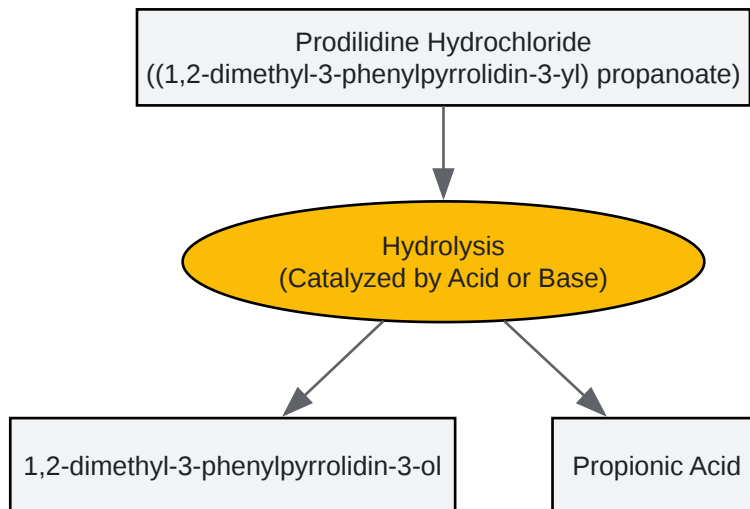 Prodilidine Hydrochloride
((1,2-dimethyl-3-phenylpyrrolidin-3-yl) propanoate)
Hydrolysis
(Catalyzed by Acid or Base)
1,2-dimethyl-3-phenylpyrrolidin-3-ol
Propionic Acid